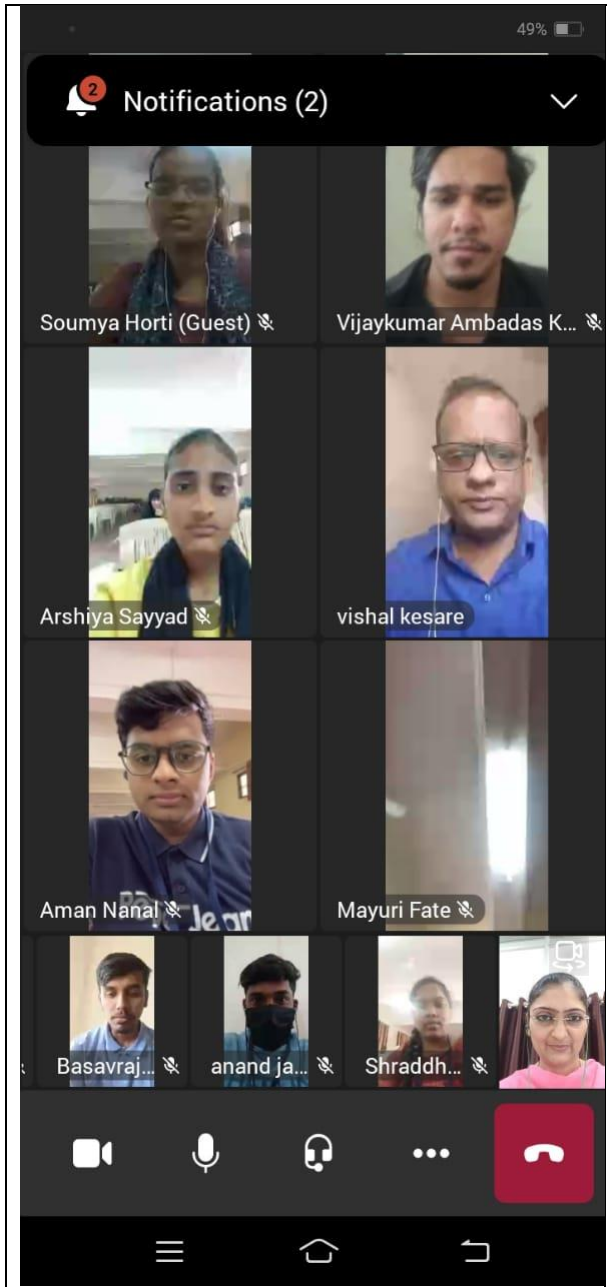 49%
2
Notifications (2)
Soumya Horti (Guest)
Vijaykumar Ambadas K...
Arshiya Sayyad
vishal kesare
Aman Nanal
Mayuri Fate
Basavraj...
anand ja...
Shraddh...